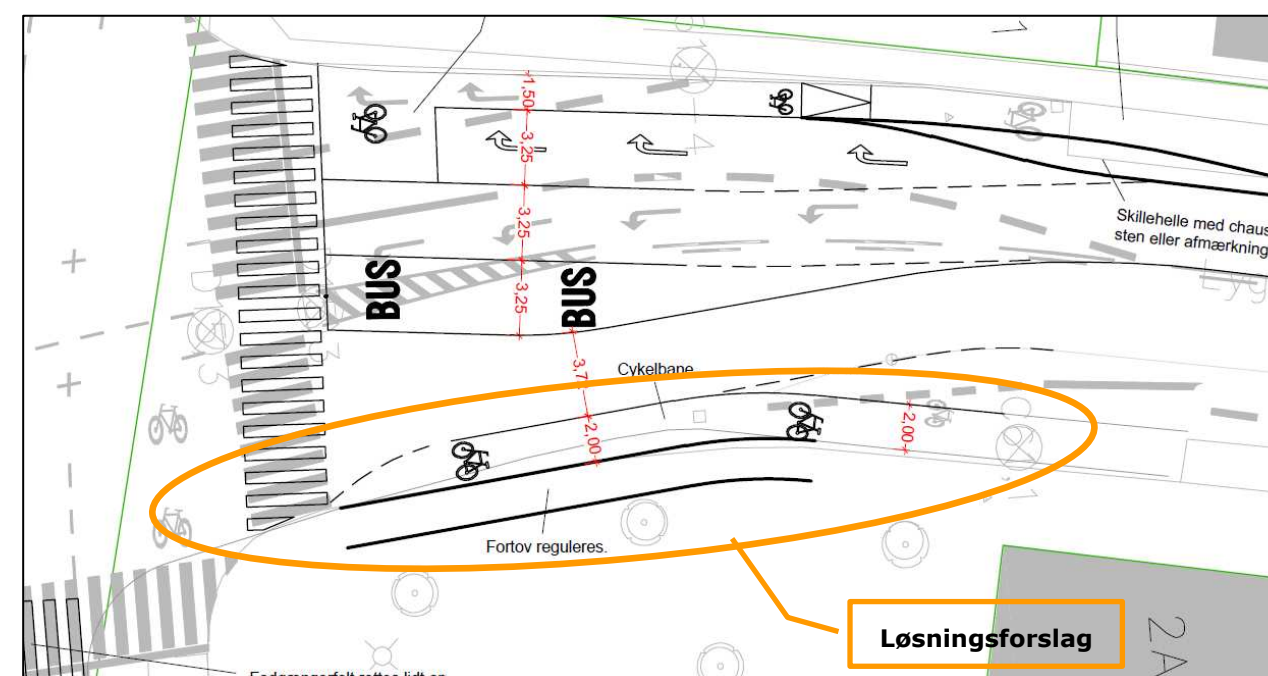 1,50
3,25
3,25
3,25
BUS
BUS
Skillehelle med chaus
sten eller afmærkning
3,7
Cykelbane
2,00
2,00
Fortov reguleres.
Løsningsforslag
2A